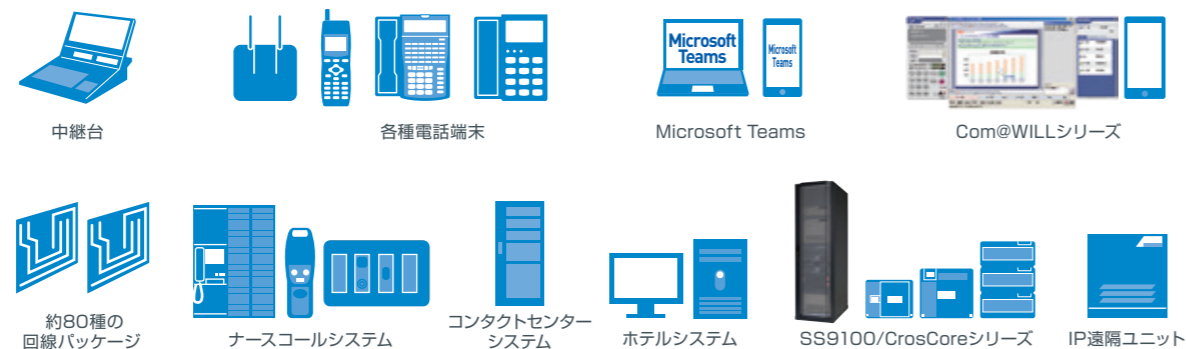 Microsoft
Teams
Microsoft
Teams
中継台
各種電話端末
Microsoft Teams
Com@WILLシリーズ
約80種の
回線パッケージ
ナースコールシステム
コンタクトセンター
システム
ホテルシステム
SS9100/CrosCoreシリーズ
IP遠隔ユニット